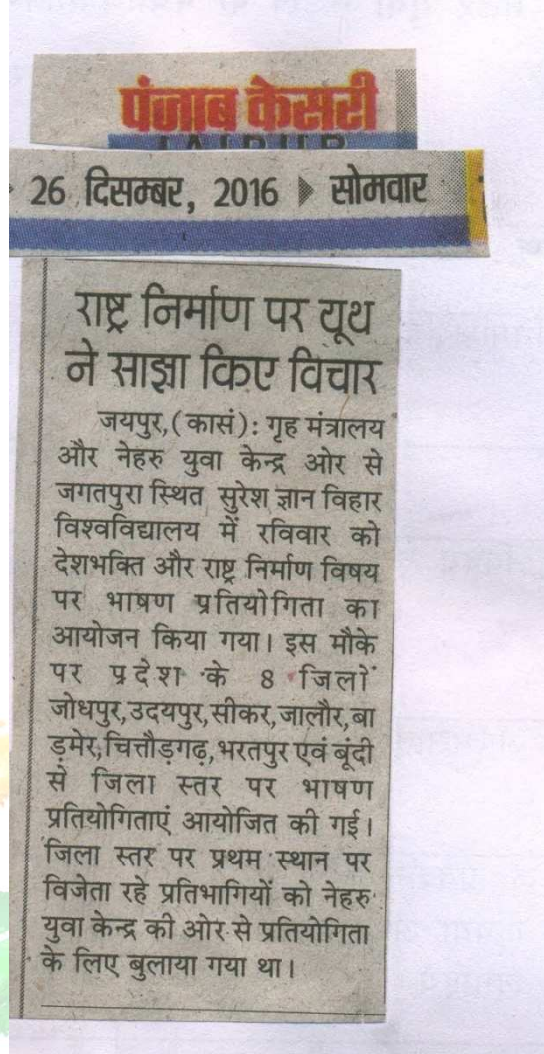 पंजाब केसरी
JAIPUR
26 दिसम्बर, 2016 ▶ सोमवार
राष्ट्र निर्माण पर यूथ
ने साझा किए विचार
जयपुर,(कासं): गृह मंत्रालय
और नेहरु युवा केन्द्र ओर से
जगतपुरा स्थित सुरेश ज्ञान विहार
विश्वविद्यालय में रविवार को
देशभक्ति और राष्ट्र निर्माण विषय
पर भाषण प्रतियोगिता का
आयोजन किया गया। इस मौके
पर प्रदेश के 8 जिलों
जोधपुर,उदयपुर,सीकर,जालौर,बा
ड़मेर,चित्तौड़गढ़,भरतपुर एवं बूंदी
से जिला स्तर पर भाषण
प्रतियोगिताएं आयोजित की गई।
जिला स्तर पर प्रथम स्थान पर
विजेता रहे प्रतिभागियों को नेहरु
युवा केन्द्र की ओर से प्रतियोगिता
के लिए बुलाया गया था।